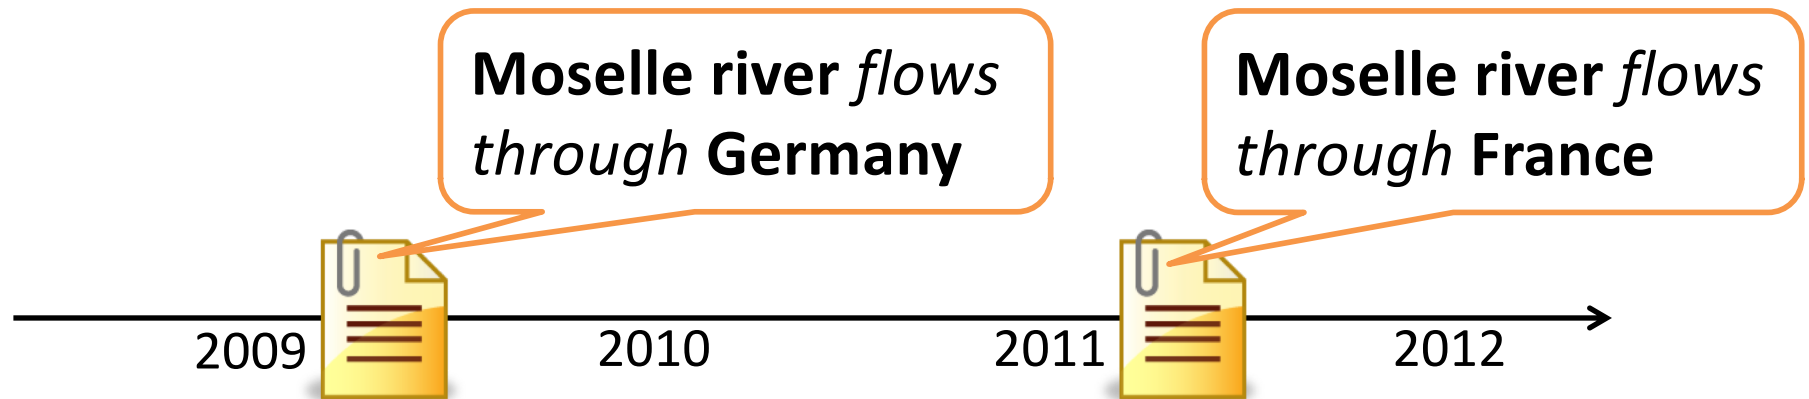 Moselle river flows
through Germany
Moselle river flows
through France
2009
2010
2011
2012